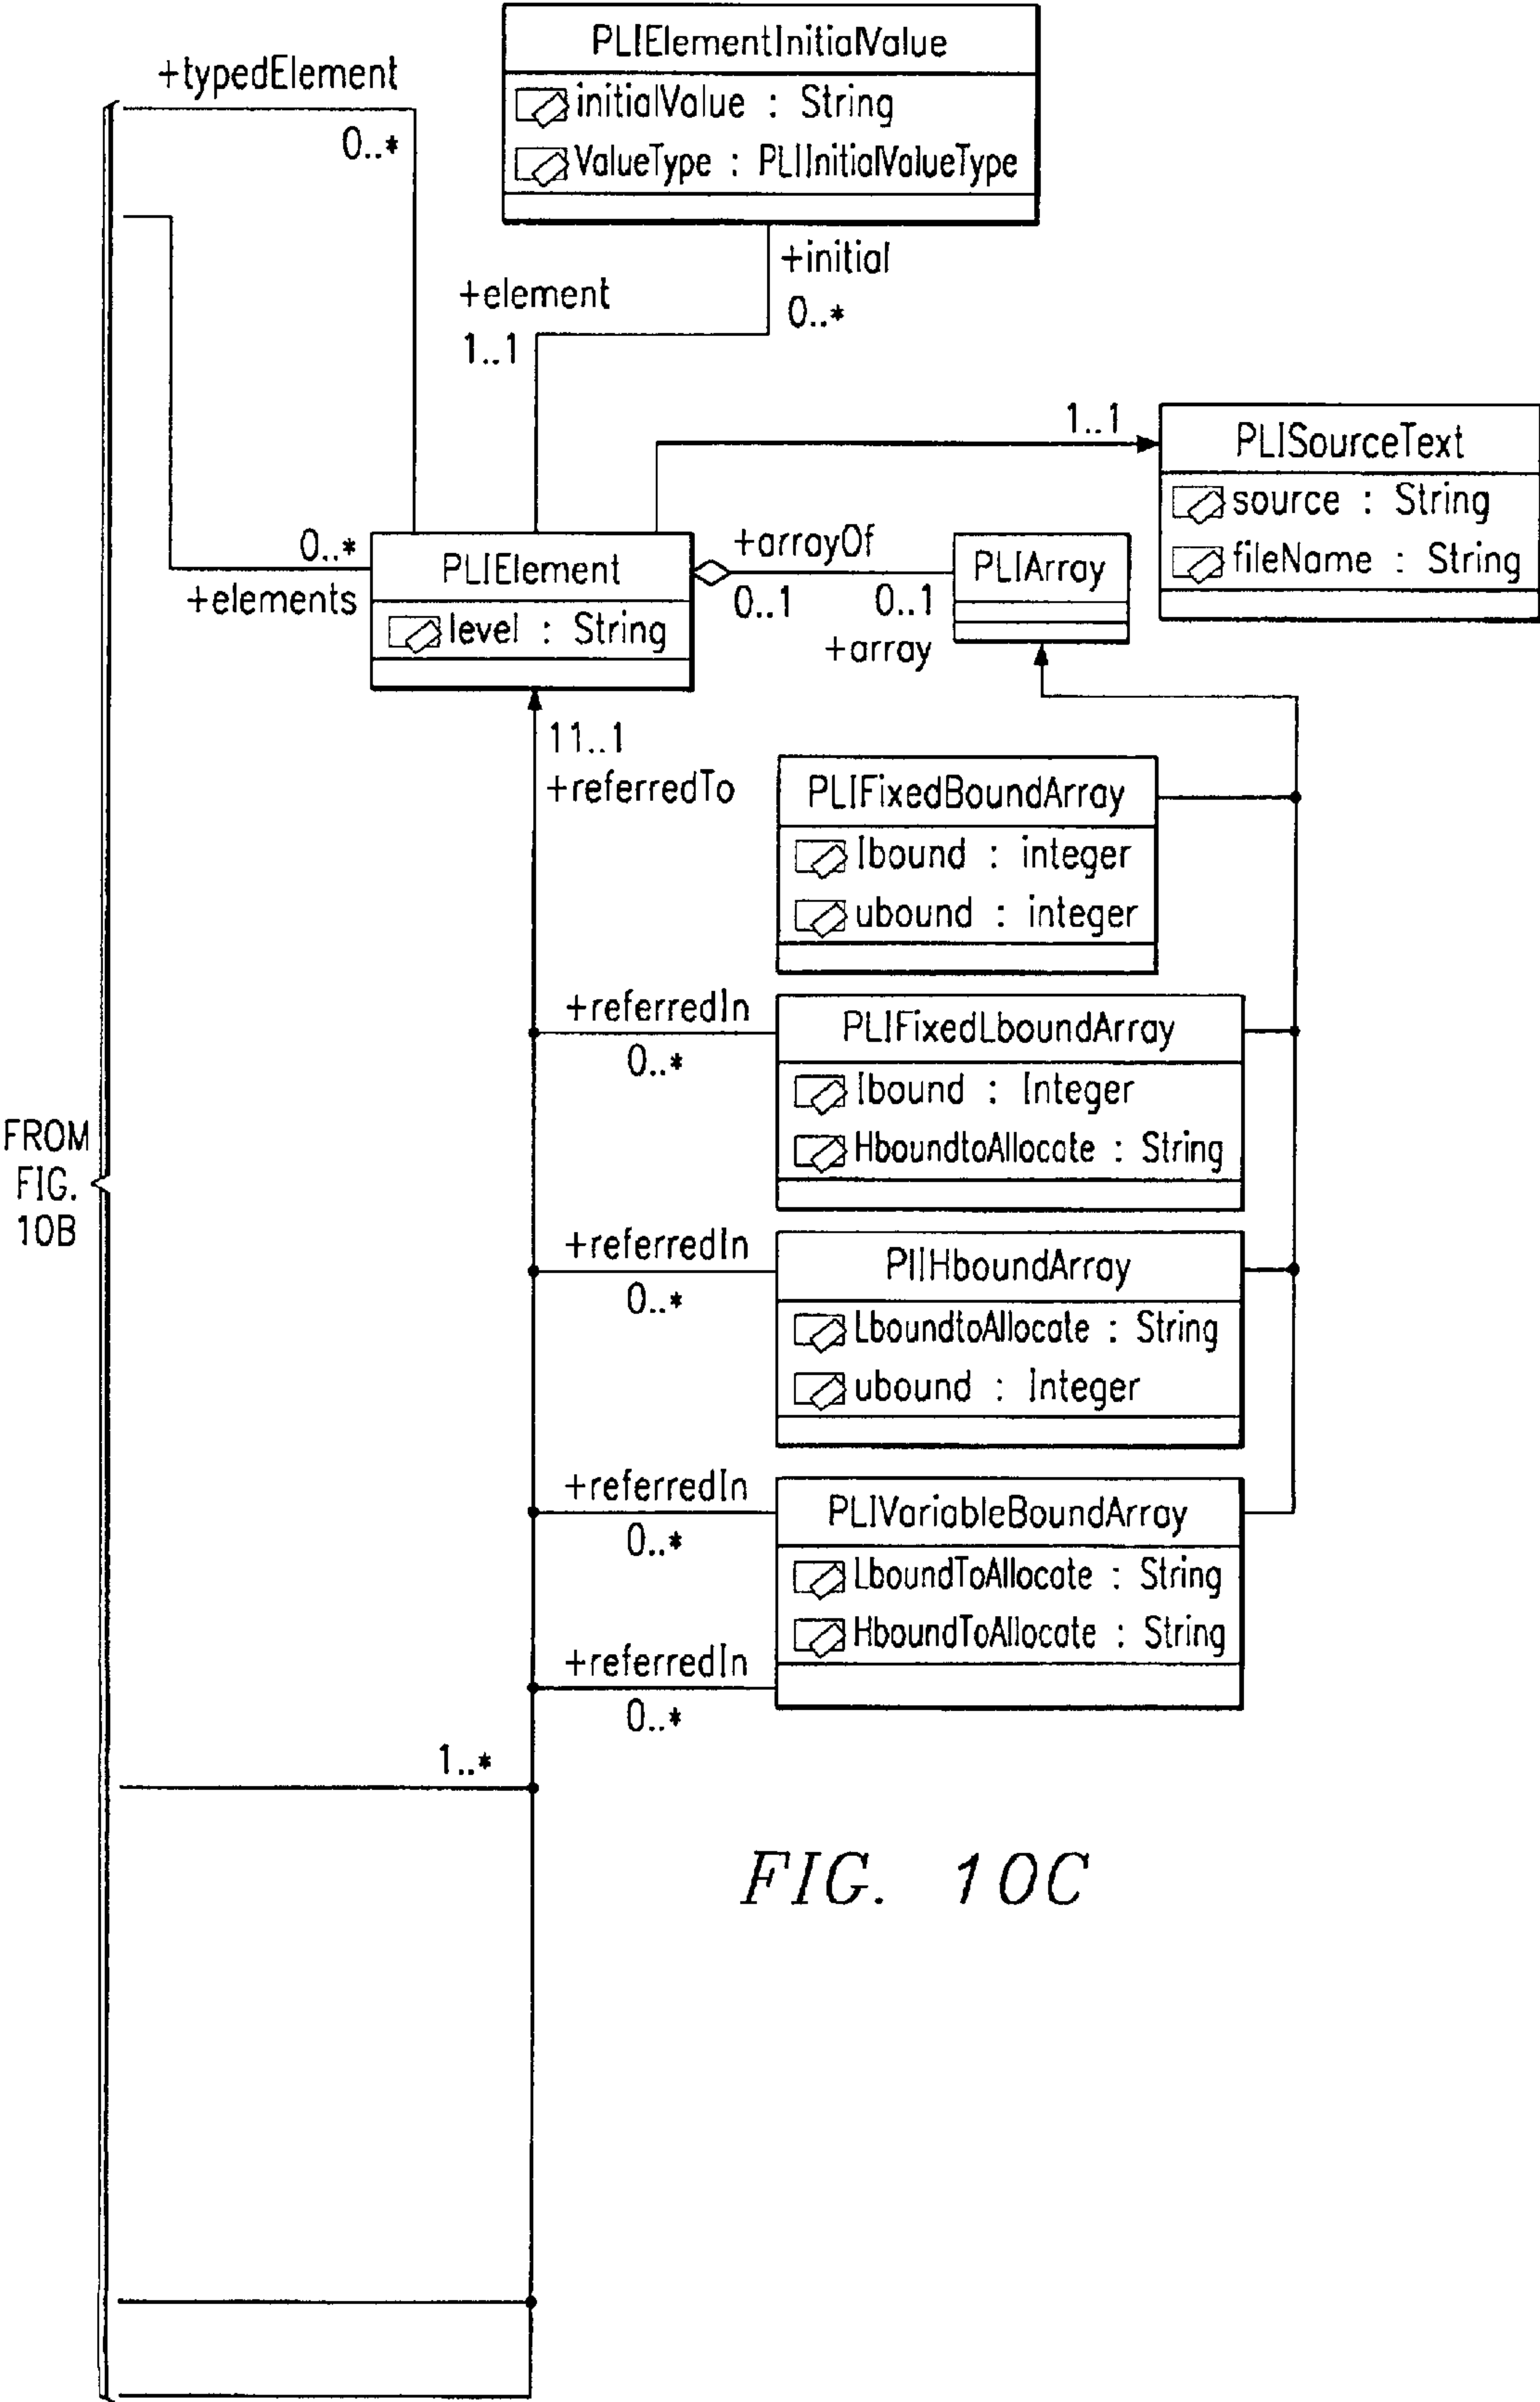 PLIElementInitialValue
initialValue : String
ValueType : PLIInitialValueType
+typedElement
0..*
+initial
0..*
+element
1..1
1..1
PLISourceText
source : String
fileName : String
0..*
+elements
PLIElement
level : String
+arrayOf
0..1
0..1
+array
PLIArray
11..1
+referredTo
PLIFixedBoundArray
lbound : integer
ubound : integer
+referredIn
0..*
PLIFixedLboundArray
lbound : Integer
HboundtoAllocate : String
FROM
FIG.
10B
+referredIn
0..*
PlIHboundArray
LboundtoAllocate : String
ubound : Integer
+referredIn
0..*
PLIVariableBoundArray
LboundToAllocate : String
HboundToAllocate : String
+referredIn
0..*
1..*
FIG. 10C